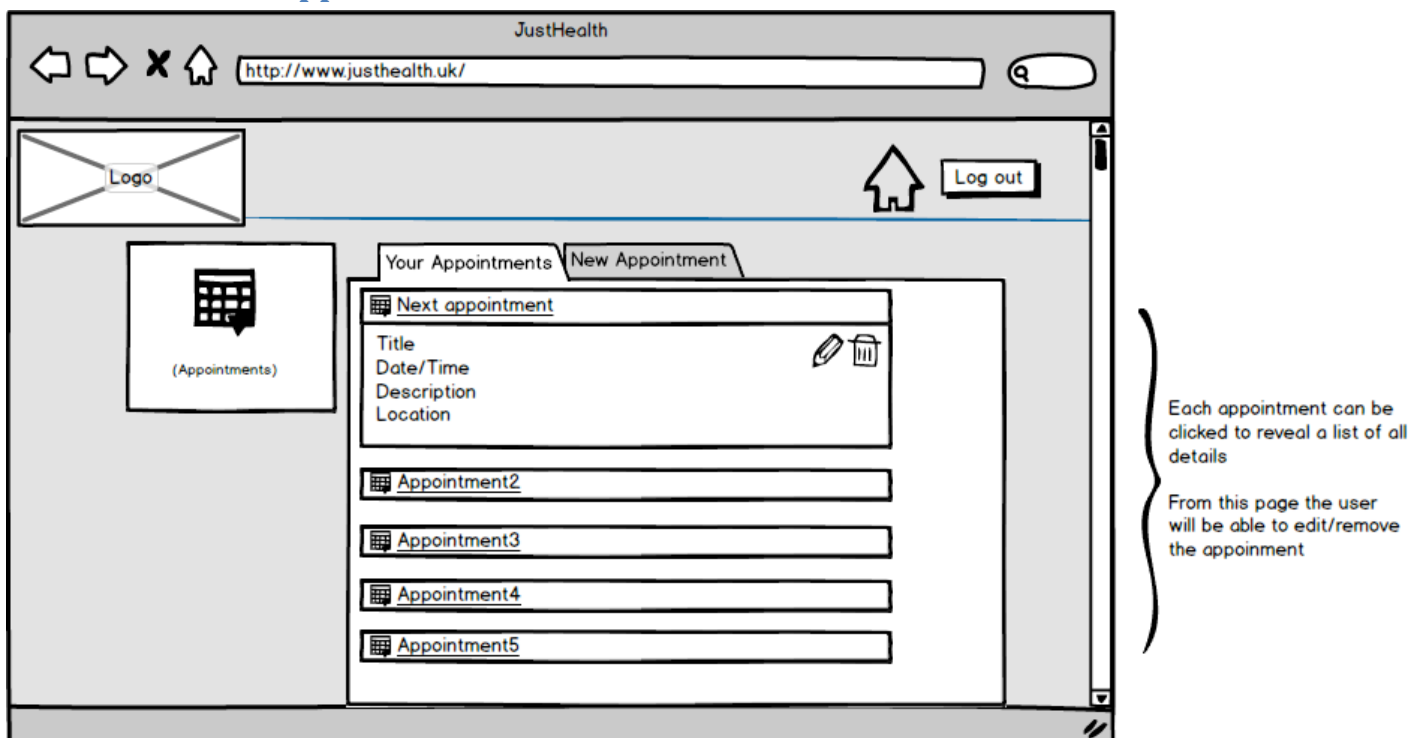 JustHealth
http://www.justhealth.uk/
Logo
Log out
Your Appointments
New Appointment
(Appointments)
Next appointment
Title
Date/Time
Description
Location
Appointment2
Appointment3
Appointment4
Appointment5
Each appointment can be
clicked to reveal a list of all
details
From this page the user
will be able to edit/remove
the appoinment